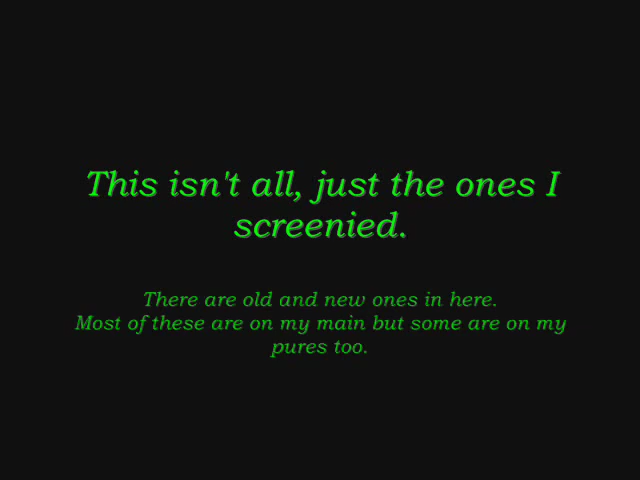 This isn't all, just the ones I
screenied.
There are old and new ones in here.
Most of these are on my main but some are on my
pures too.